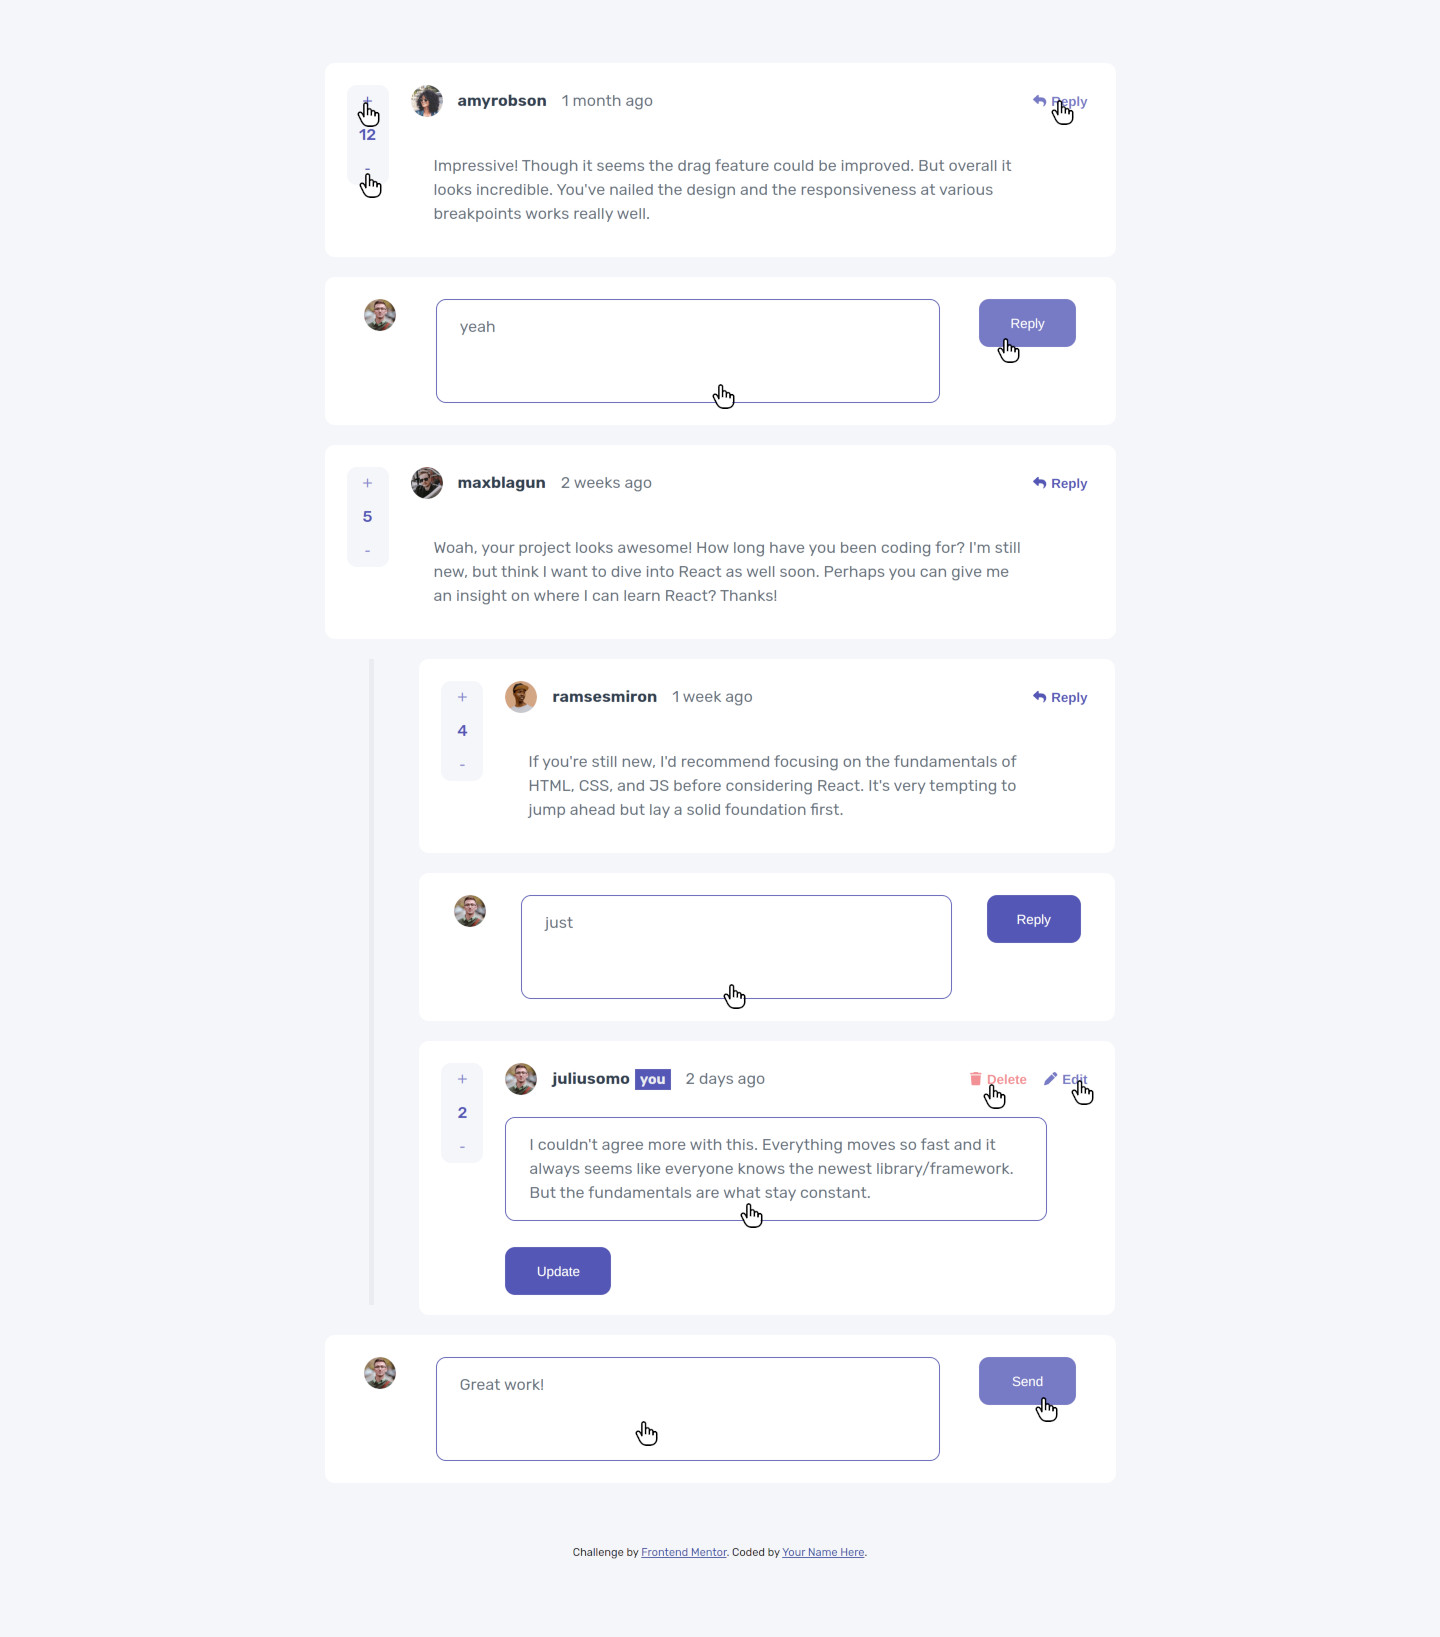 +
12
-
amyrobson 1 month ago
Reply
Impressive! Though it seems the drag feature could be improved. But overall it
looks incredible. You've nailed the design and the responsiveness at various
breakpoints works really well.
yeah
Reply
+
5
-
maxblagun 2 weeks ago
Reply
Woah, your project looks awesome! How long have you been coding for? I'm still
new, but think I want to dive into React as well soon. Perhaps you can give me
an insight on where I can learn React? Thanks!
+
4
-
ramsesmiron 1 week ago
Reply
If you're still new, I'd recommend focusing on the fundamentals of
HTML, CSS, and JS before considering React. It's very tempting to
jump ahead but lay a solid foundation first.
just
Reply
+
2
-
juliusomo you 2 days ago
Delete Edit
I couldn't agree more with this. Everything moves so fast and it
always seems like everyone knows the newest library/framework.
But the fundamentals are what stay constant.
Update
Great work!
Send
Challenge by Frontend Mentor. Coded by Your Name Here.